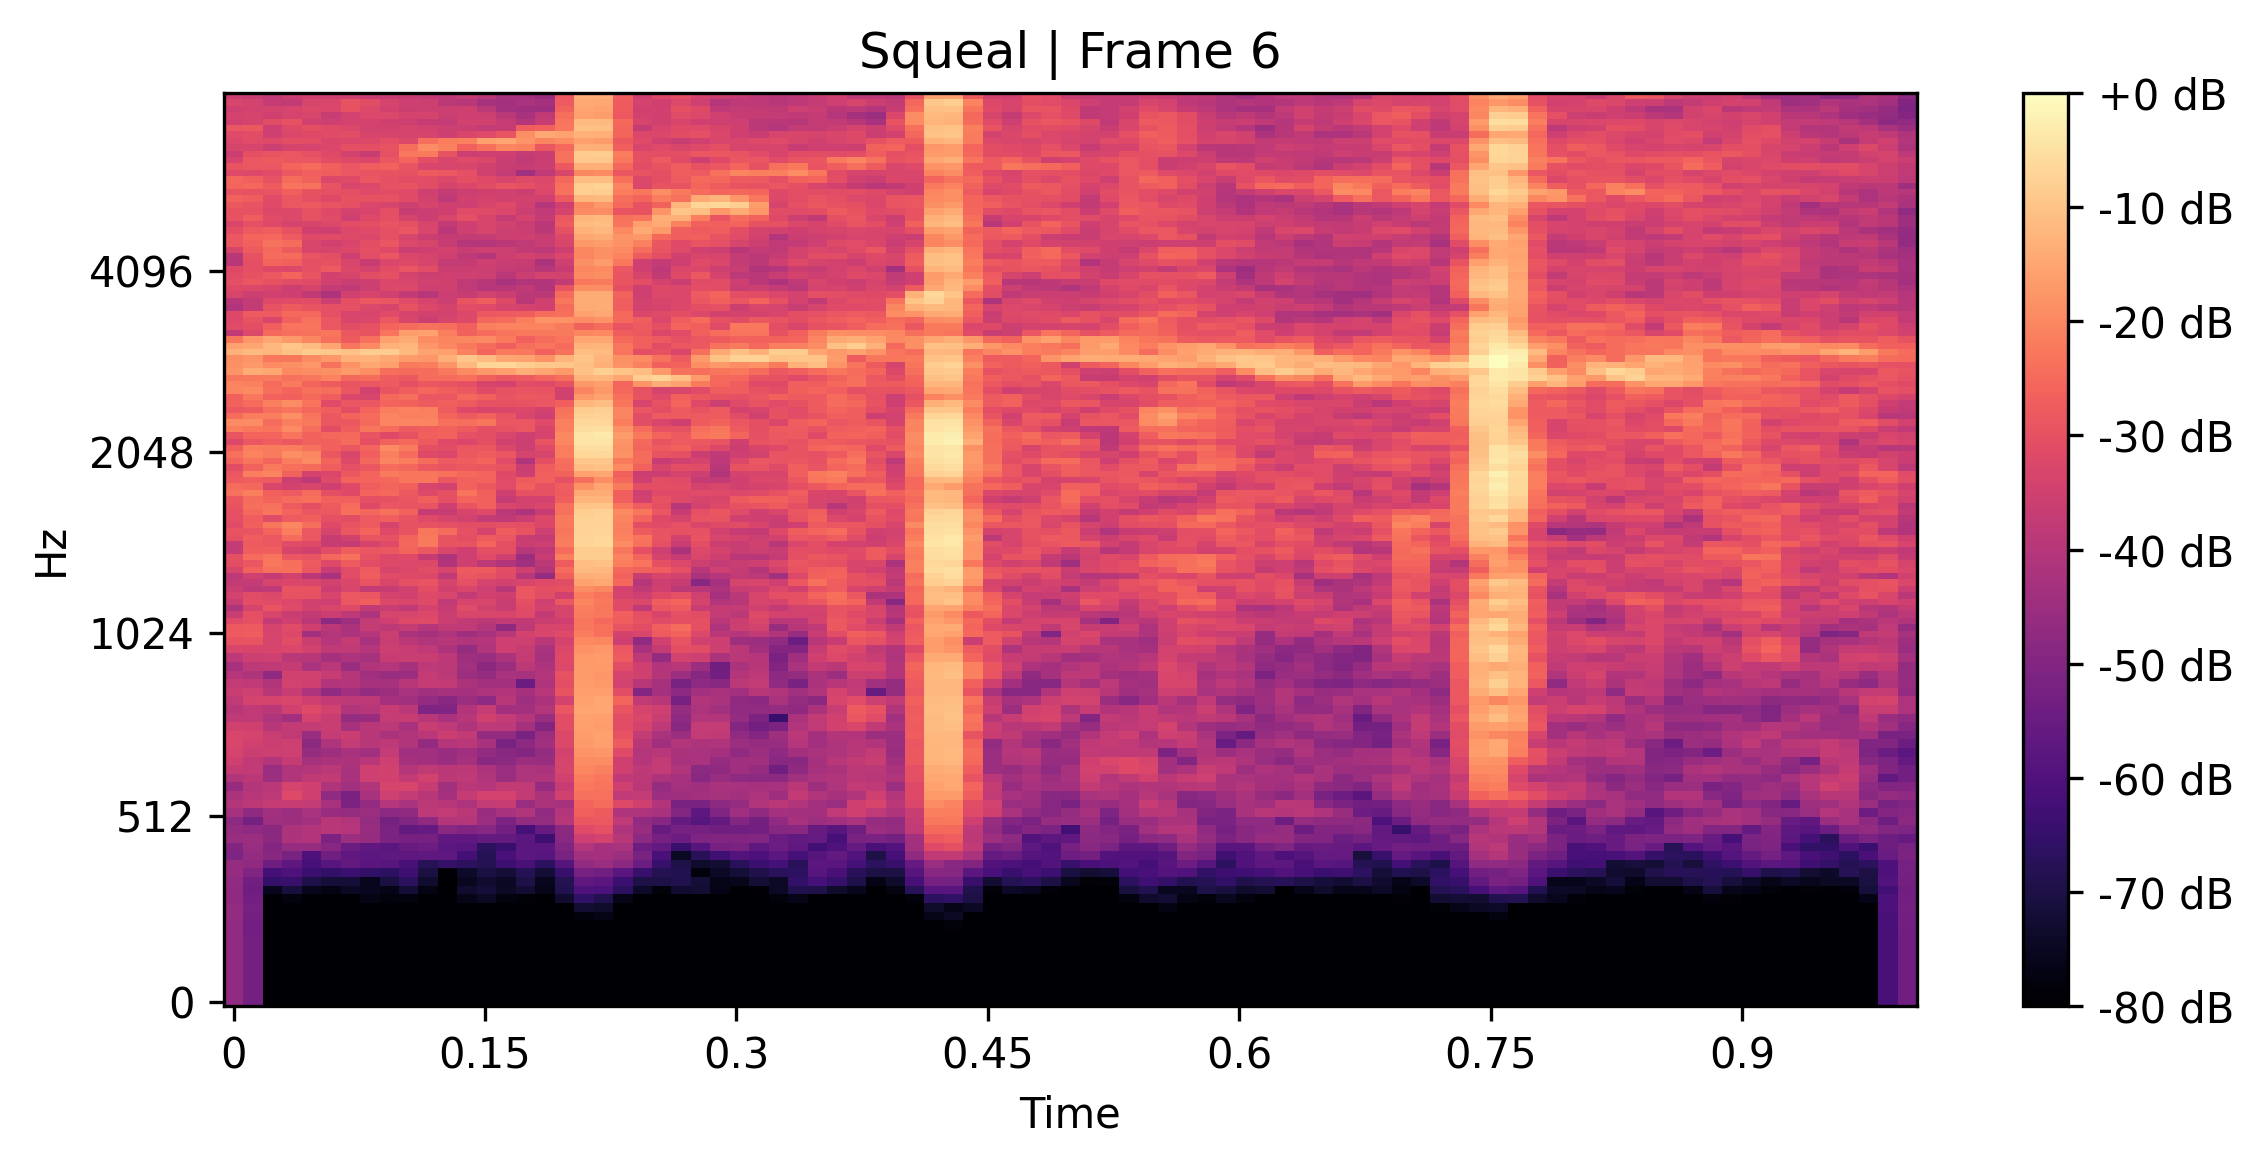 Squeal | Frame 6
+0 dB
-10 dB
-20 dB
-30 dB
-40 dB
-50 dB
-60 dB
-70 dB
-80 dB
Hz
4096
2048
1024
512
0
0 0.15 0.3 0.45 0.6 0.75 0.9
Time